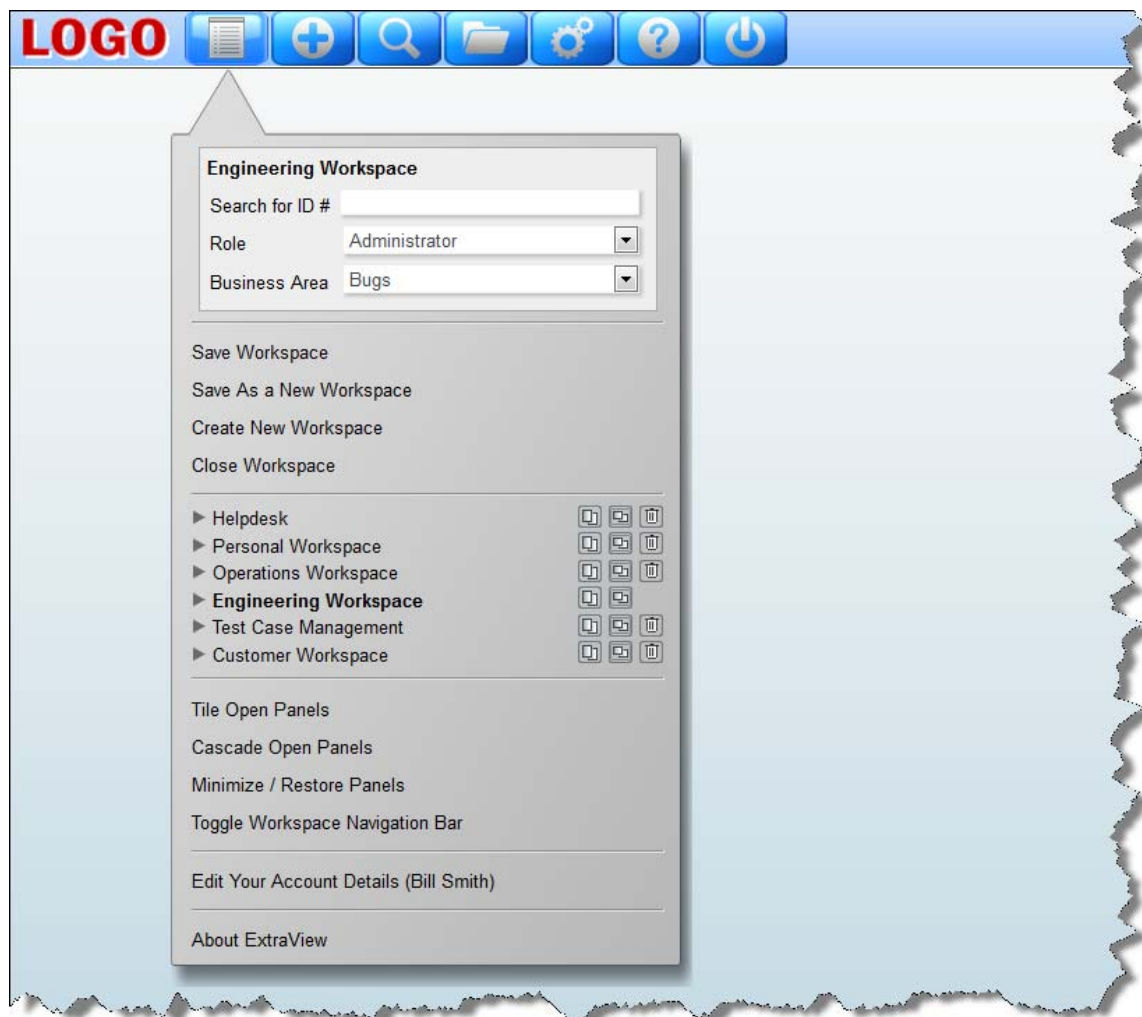 LOGO
Engineering Workspace
Search for ID #
Role Administrator
Business Area Bugs
Save Workspace
Save As a New Workspace
Create New Workspace
Close Workspace
Helpdesk
Personal Workspace
Operations Workspace
Engineering Workspace
Test Case Management
Customer Workspace
Tile Open Panels
Cascade Open Panels
Minimize / Restore Panels
Toggle Workspace Navigation Bar
Edit Your Account Details (Bill Smith)
About ExtraView